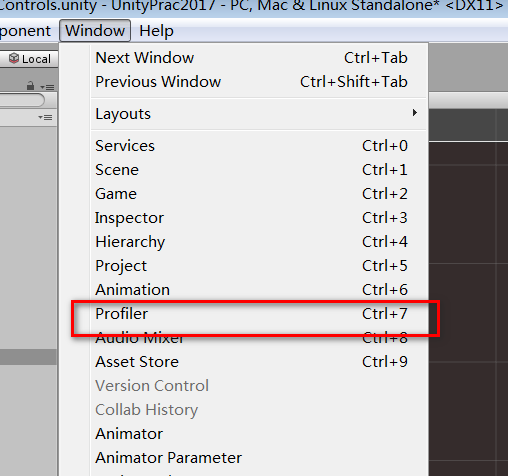 Controls.unity - UnityPrac2017 - PC, Mac & Linux Standalone* <DX11>
ponent Window Help
Local
Next Window Ctrl+Tab
Previous Window Ctrl+Shift+Tab
Layouts
Services Ctrl+0
Scene Ctrl+1
Game Ctrl+2
Inspector Ctrl+3
Hierarchy Ctrl+4
Project Ctrl+5
Animation Ctrl+6
Profiler Ctrl+7
Audio Mixer Ctrl+8
Asset Store Ctrl+9
Version Control
Collab History
Animator
Animator Parameter